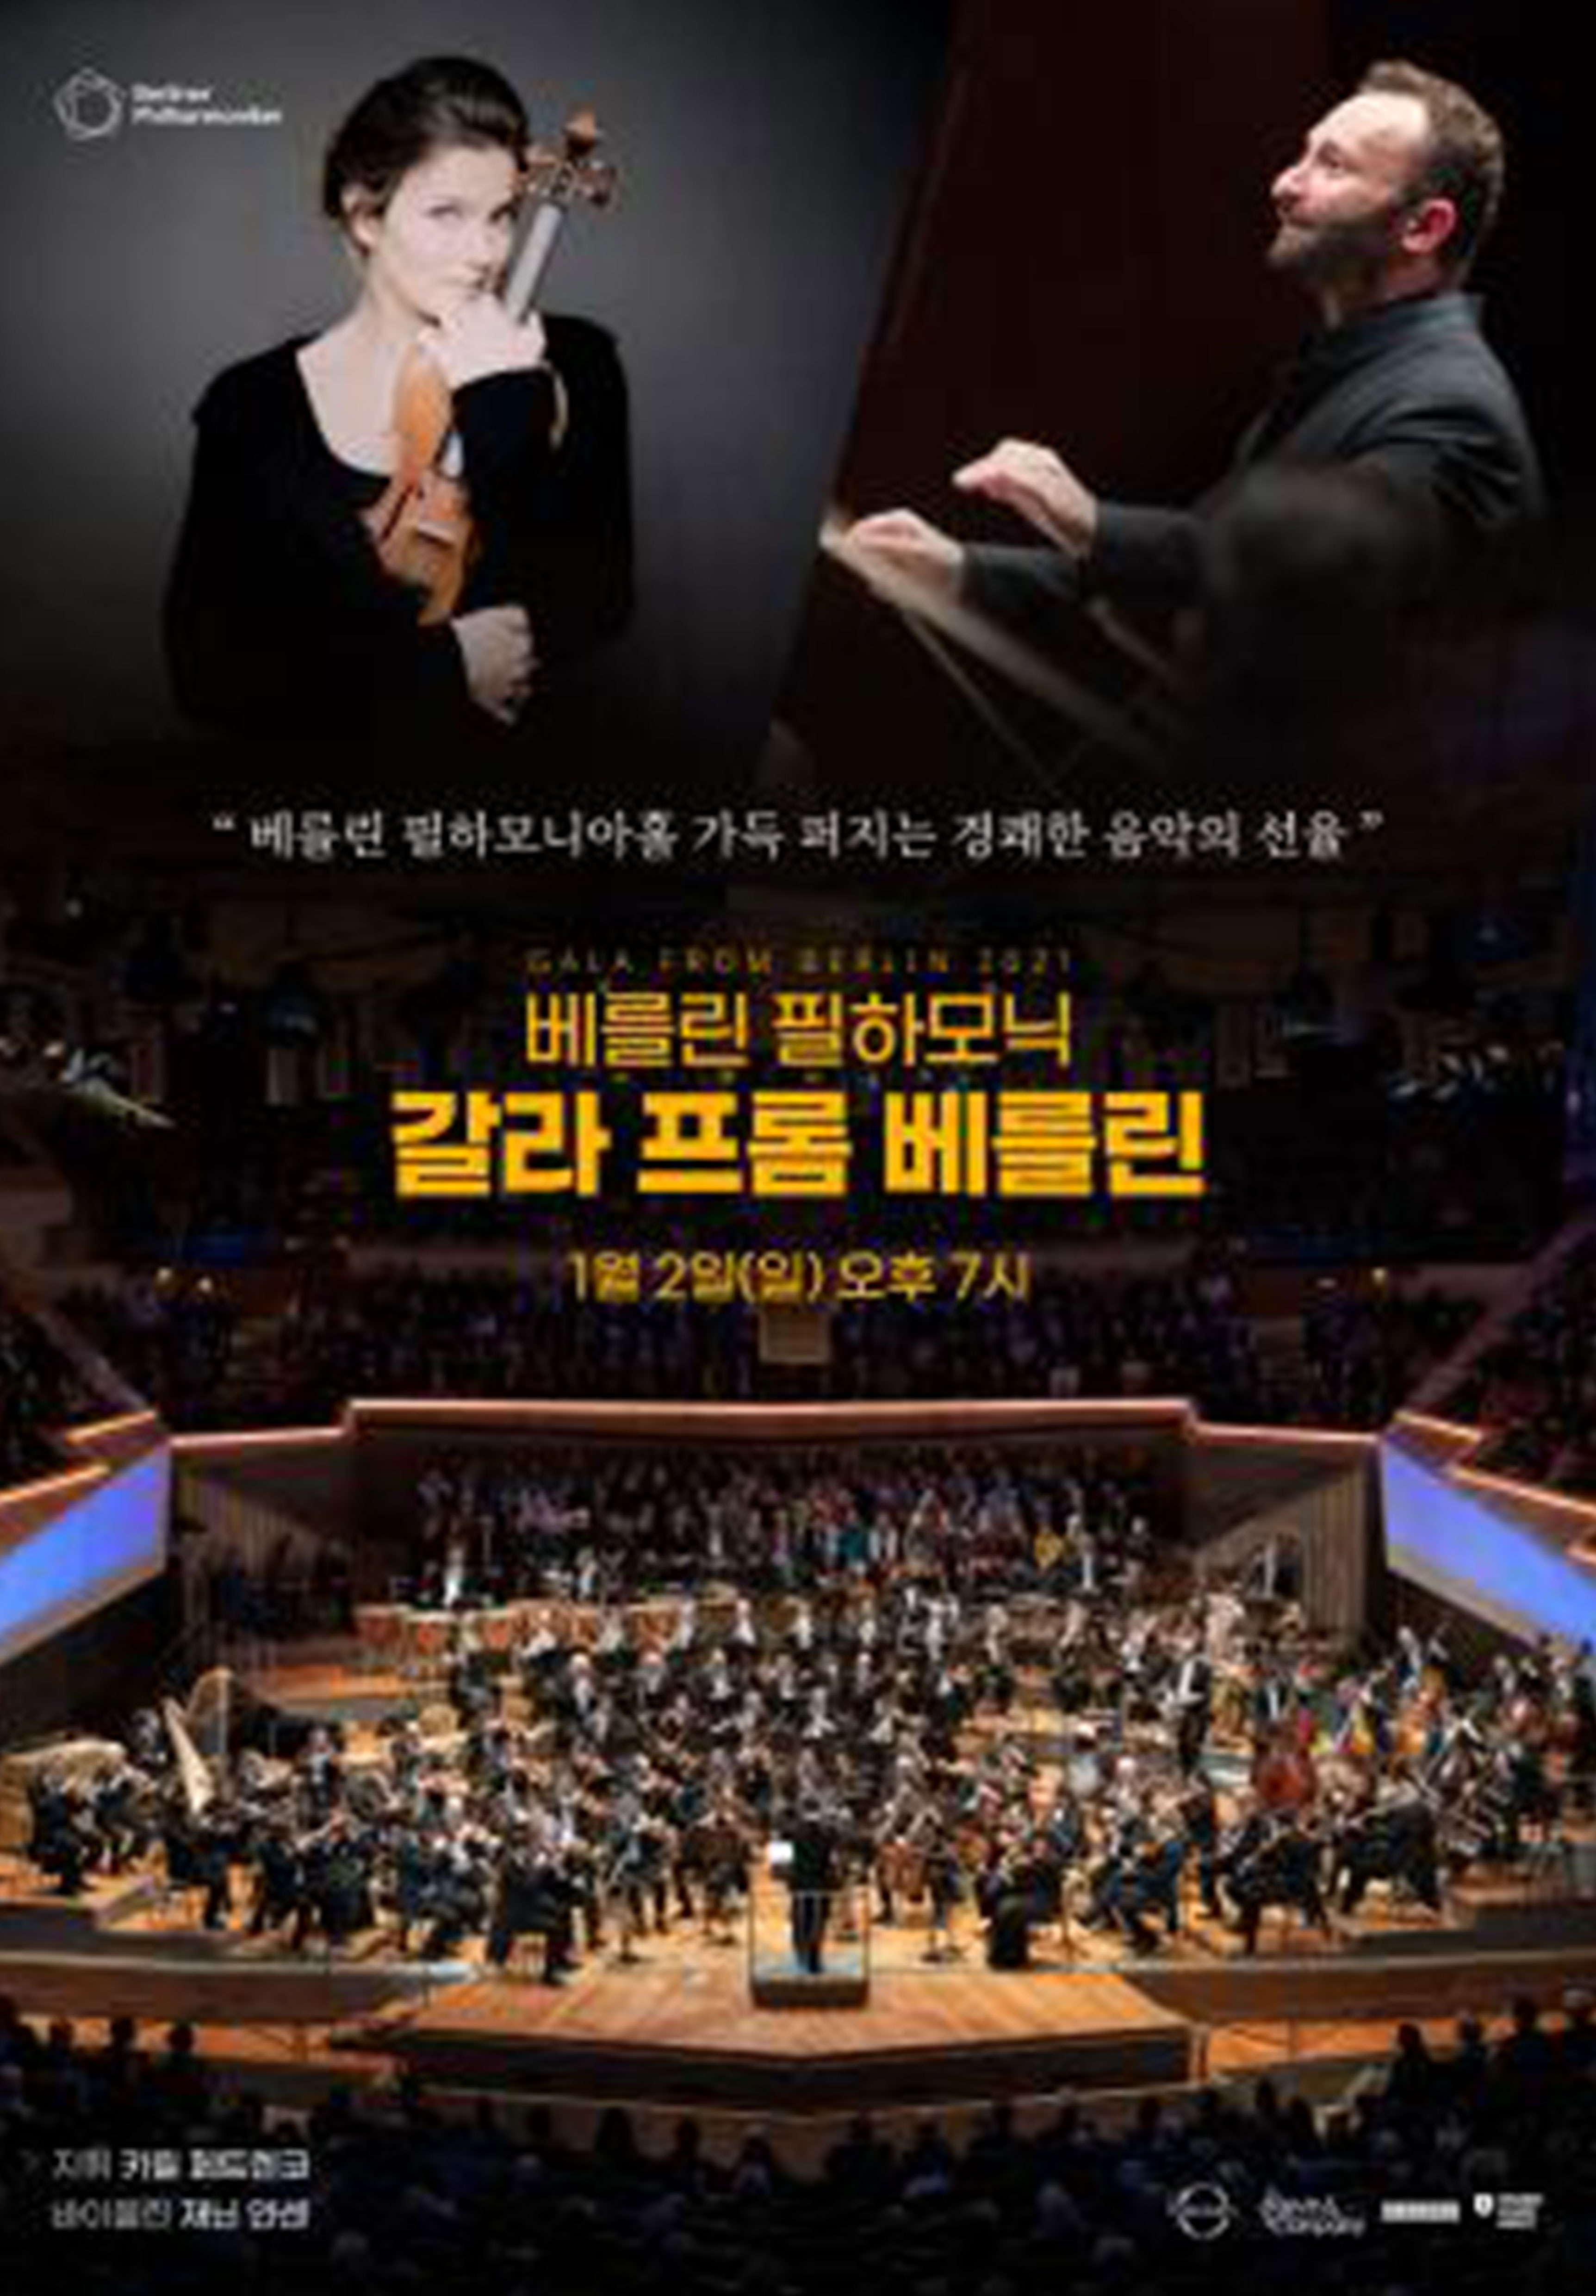 Berliner
Philharmoniker
“ 베를린 필하모니아홀 가득 퍼지는 경쾌한 음악의 선율 ”
GALA FROM BERLIN 2021
베를린 필하모닉
갈라 프롬 베를린
1월 2일(일) 오후 7시
지휘 키릴 페트렌코
바이올린 재닌 얀센